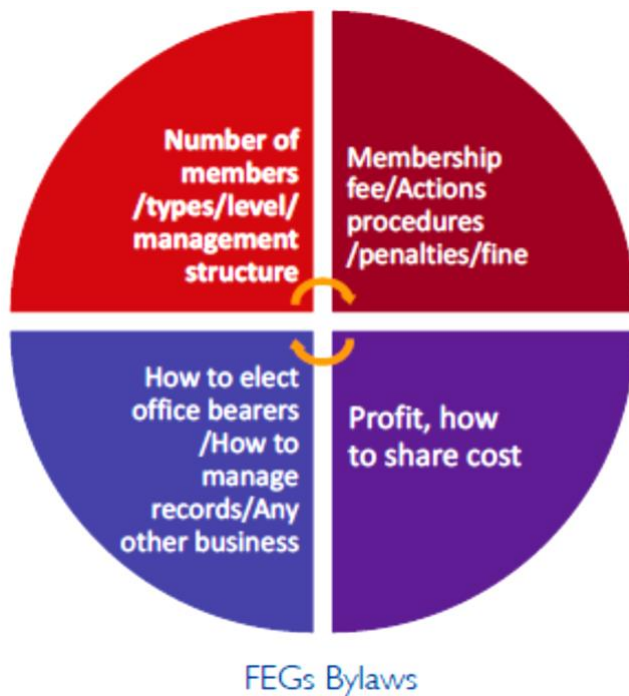 Number of
members
/types/level/
management
structure
Membership
fee/Actions
procedures
/penalties/fine
How to elect
office bearers
/How to
manage
records/Any
other business
Profit, how
to share cost
FEGs Bylaws